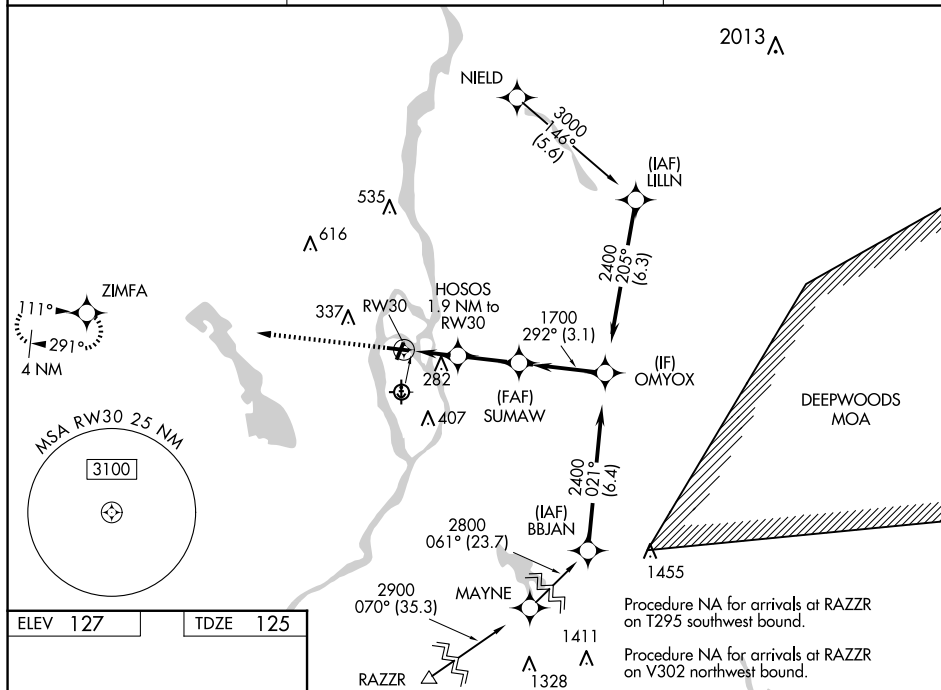 2013
NIELD
3000
146°
(5.6)
(IAF)
LILLN
535
616
2400
205°
(6.3)
ZIMFA
111°
291°
4 NM
337
RW30
HOSOS
1.9 NM to
RW30
1700
292° (3.1)
282
(FAF)
SUMAW
(IF)
OMYOX
407
DEEPWOODS
MOA
MSA RW30 25 NM
3100
2400
021°
(6.4)
(IAF)
BBJAN
2800
061° (23.7)
1455
MAYNE
2900
070° (35.3)
RAZZR
1411
1328
Procedure NA for arrivals at RAZZR
on T295 southwest bound.
Procedure NA for arrivals at RAZZR
on V302 northwest bound.
ELEV 127
TDZE 125